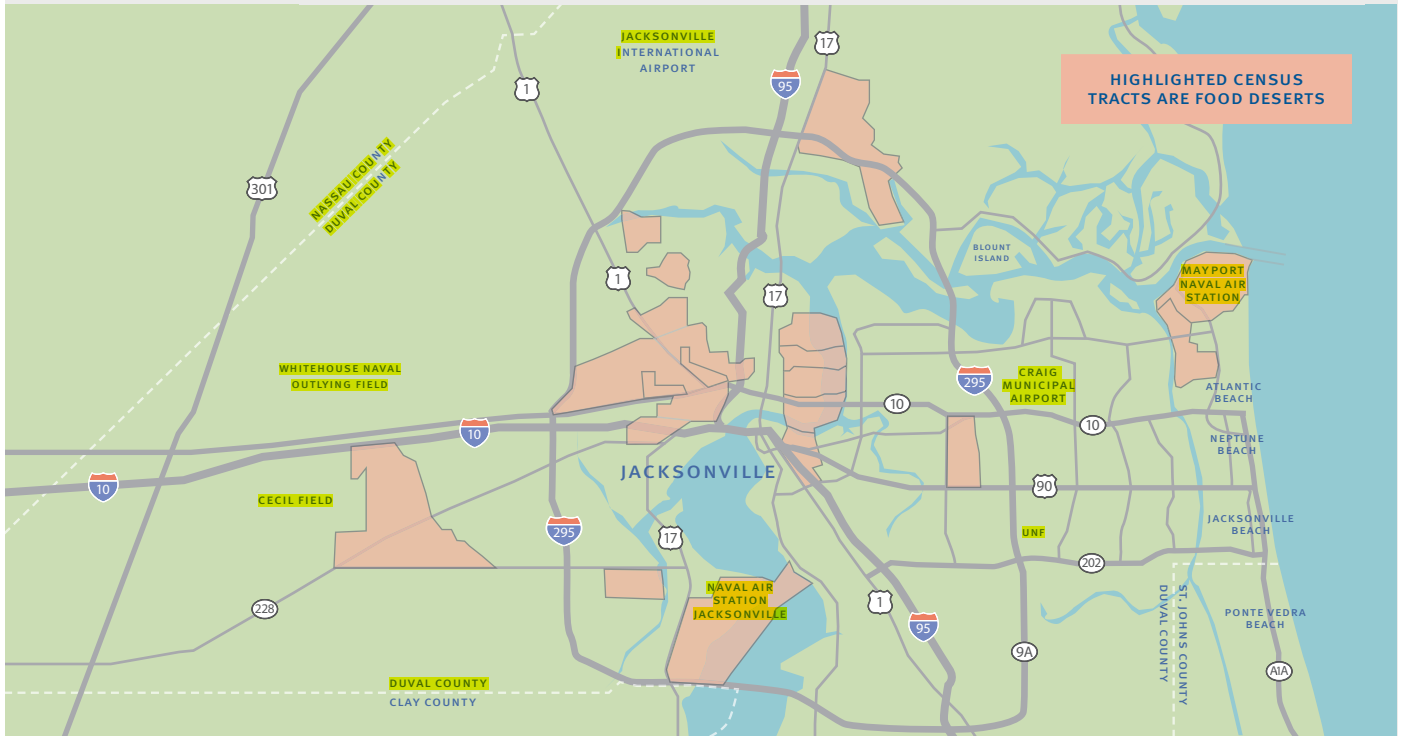 JACKSONVILLE
INTERNATIONAL
AIRPORT
17
95
1
HIGHLIGHTED CENSUS
TRACTS ARE FOOD DESERTS
301
NASSAU COUNTY
DUVAL COUNTY
BLOUNT
ISLAND
1
17
MAYPORT
NAVAL AIR
STATION
WHITEHOUSE NAVAL
OUTLYING FIELD
295
CRAIG
MUNICIPAL
AIRPORT
ATLANTIC
BEACH
10
10
10
NEPTUNE
BEACH
JACKSONVILLE
10
90
CECIL FIELD
295
17
UNF
JACKSONVILLE
BEACH
202
NAVAL AIR
STATION
JACKSONVILLE
228
1
95
DUVAL COUNTY
ST. JOHNS COUNTY
PONTE VEDRA
BEACH
9A
A1A
DUVAL COUNTY
CLAY COUNTY